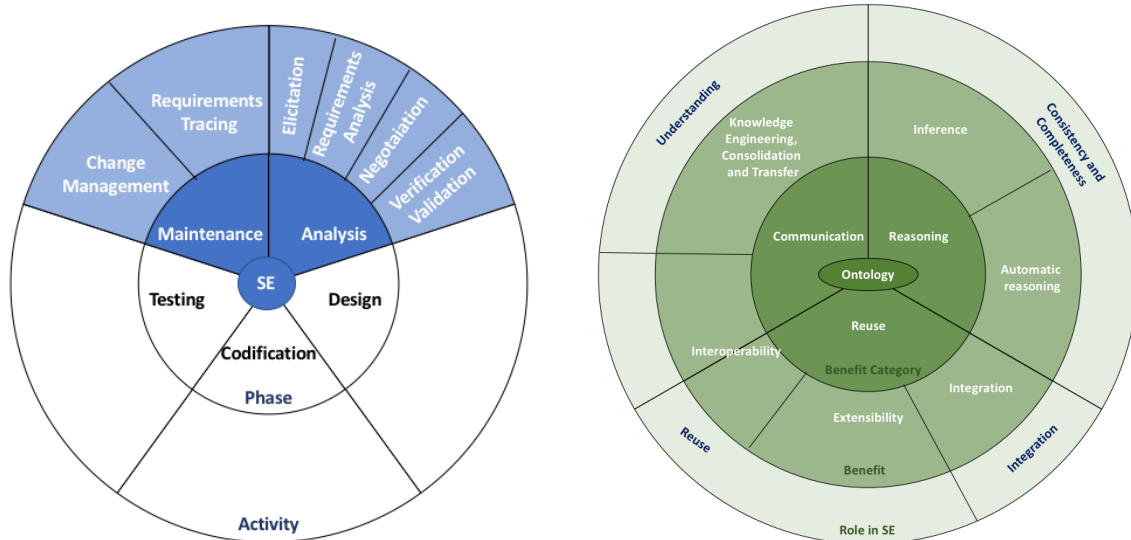 Requirements
Tracing
Elicitation
Requirements
Analysis
Negotaiation
Verification
Validation
Change
Management
Maintenance
Analysis
SE
Testing
Design
Codification
Phase
Activity
Understanding
Knowledge
Engineering,
Consolidation
and Transfer
Inference
Consistency and
Completeness
Communication
Reasoning
Ontology
Automatic
reasoning
Reuse
Interoperability
Benefit Category
Integration
Extensibility
Reuse
Integration
Benefit
Role in SE